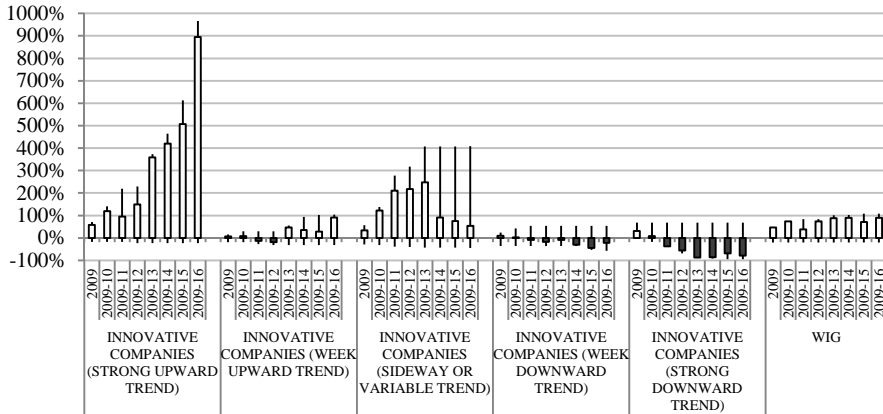 1000%
900%
800%
700%
600%
500%
400%
300%
200%
100%
0%
-100%
2009
2009-10
2009-11
2009-12
2009-13
2009-14
2009-15
2009-16
2009
2009-10
2009-11
2009-12
2009-13
2009-14
2009-15
2009-16
2009
2009-10
2009-11
2009-12
2009-13
2009-14
2009-15
2009-16
2009
2009-10
2009-11
2009-12
2009-13
2009-14
2009-15
2009-16
2009
2009-10
2009-11
2009-12
2009-13
2009-14
2009-15
2009-16
2009
2009-10
2009-11
2009-12
2009-13
2009-14
2009-15
2009-16
INNOVATIVE
COMPANIES
(STRONG UPWARD
TREND)
INNOVATIVE
COMPANIES (WEEK
UPWARD TREND)
INNOVATIVE
COMPANIES
(SIDEWAY OR
VARIABLE TREND)
INNOVATIVE
COMPANIES (WEEK
DOWNWARD
TREND)
INNOVATIVE
COMPANIES
(STRONG
DOWNWARD
TREND)
WIG